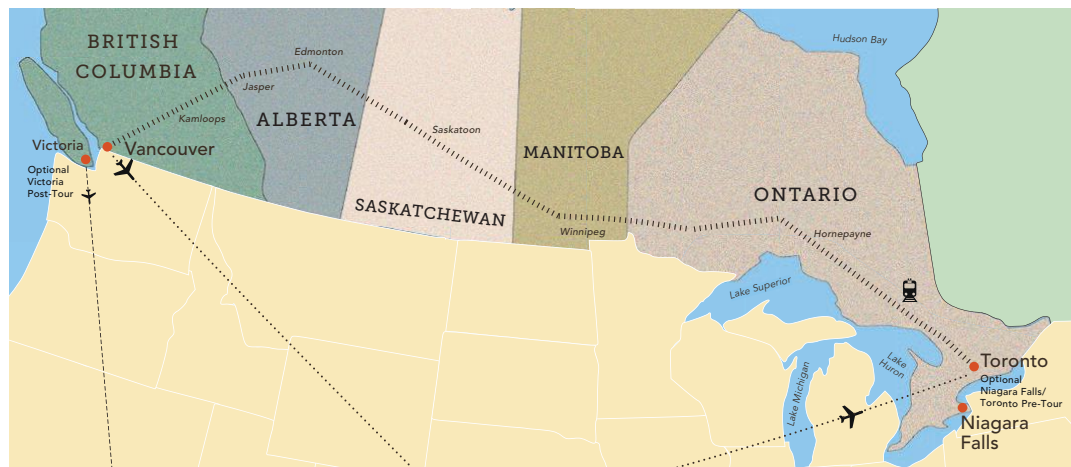 BRITISH
COLUMBIA
Hudson Bay
Edmonton
Jasper
Kamloops
ALBERTA
Saskatoon
Victoria
Vancouver
MANITOBA
Optional
Victoria
Post-Tour
ONTARIO
SASKATCHEWAN
Winnipeg
Hornepayne
Lake Superior
Lake
Huron
Toronto
Optional
Niagara Falls/
Toronto Pre-Tour
Lake Michigan
Niagara
Falls